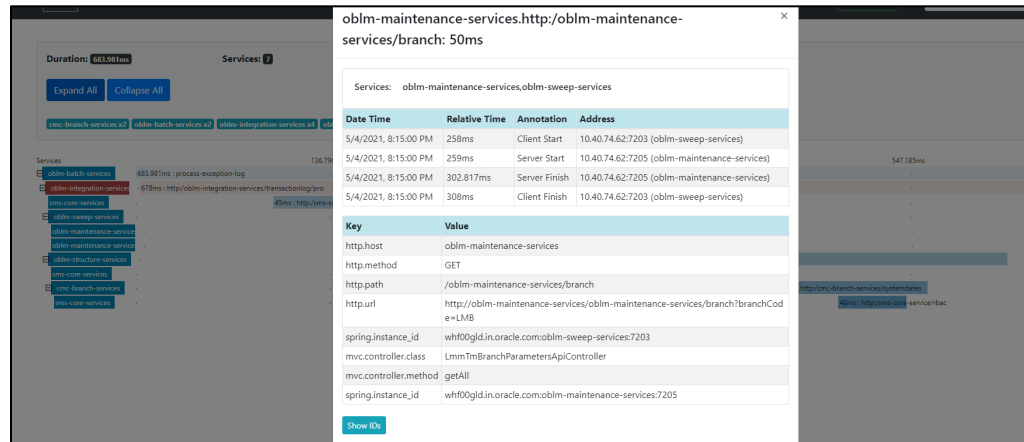 oblm-maintenance-services.http:/oblm-maintenance-
services/branch: 50ms
×
Duration: 683.981ms Services: 7
Expand All Collapse All
cmc-branch-services x2 oblm-batch-services x2 oblm-integration-services x4
Services: oblm-maintenance-services,oblm-sweep-services
Date Time Relative Time Annotation Address
5/4/2021, 8:15:00 PM 258ms Client Start 10.40.74.62:7203 (oblm-sweep-services)
5/4/2021, 8:15:00 PM 259ms Server Start 10.40.74.62:7205 (oblm-maintenance-services)
5/4/2021, 8:15:00 PM 302.817ms Server Finish 10.40.74.62:7205 (oblm-maintenance-services)
5/4/2021, 8:15:00 PM 308ms Client Finish 10.40.74.62:7203 (oblm-sweep-services)
Key Value
http.host oblm-maintenance-services
http.method GET
http.path /oblm-maintenance-services/branch
http.url http://oblm-maintenance-services/oblm-maintenance-services/branch?branchCod
e=LMB
spring.instance_id whf00gld.in.oracle.com:oblm-sweep-services:7203
mvc.controller.class LmmTmBranchParametersApiController
mvc.controller.method getAll
spring.instance_id whf00gld.in.oracle.com:oblm-maintenance-services:7205
Show IDs
Services 547.185ms
oblm-batch-services 683.981ms : process-exception-log
oblm-integration-services 678ms : http:/oblm-integration-services/transactionlog/pro
sms-core-services
oblm-sweep-services
oblm-maintenance-service
oblm-maintenance-service
oblm-structure-services
sms-core-services
cmc-branch-services http:/cmc-branch-services/systemdates
sms-core-services 48ms : http:/sms-core-service/rbac